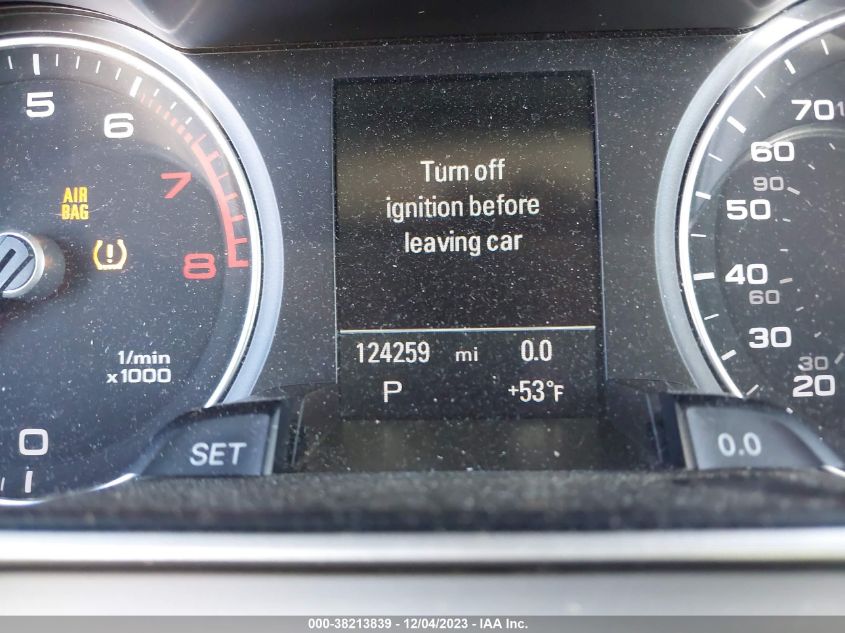 5
6
7
8
AIR
BAG
1/min
x1000
0
SET
Turn off
ignition before
leaving car
124259 mi 0.0
P +53°F
70
60
90
50
40
60
30
30
20
0.0
000-38213839 - 12/04/2023 - IAA Inc.